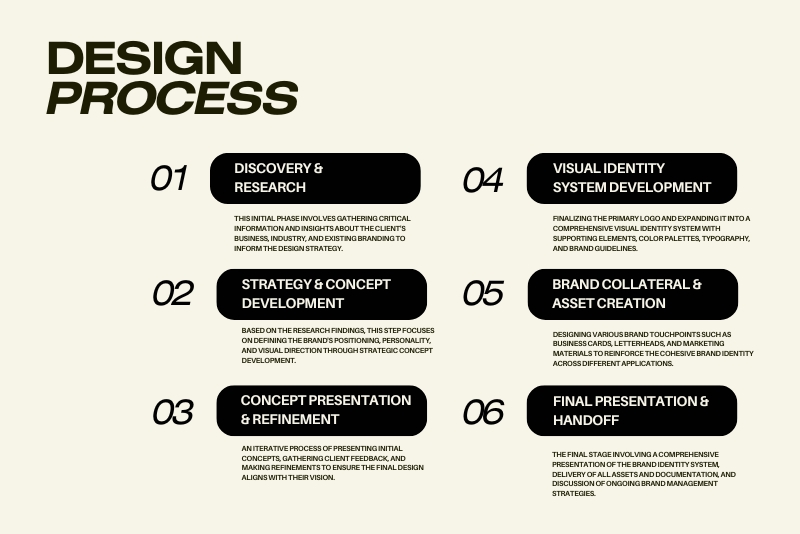 DESIGN
PROCESS
01
DISCOVERY &
RESEARCH
THIS INITIAL PHASE INVOLVES GATHERING CRITICAL
INFORMATION AND INSIGHTS ABOUT THE CLIENT'S
BUSINESS, INDUSTRY, AND EXISTING BRANDING TO
INFORM THE DESIGN STRATEGY.
02
STRATEGY & CONCEPT
DEVELOPMENT
BASED ON THE RESEARCH FINDINGS, THIS STEP FOCUSES
ON DEFINING THE BRAND'S POSITIONING, PERSONALITY,
AND VISUAL DIRECTION THROUGH STRATEGIC CONCEPT
DEVELOPMENT.
03
CONCEPT PRESENTATION
& REFINEMENT
AN ITERATIVE PROCESS OF PRESENTING INITIAL
CONCEPTS, GATHERING CLIENT FEEDBACK, AND
MAKING REFINEMENTS TO ENSURE THE FINAL DESIGN
ALIGNS WITH THEIR VISION.
04
VISUAL IDENTITY
SYSTEM DEVELOPMENT
FINALIZING THE PRIMARY LOGO AND EXPANDING IT INTO A
COMPREHENSIVE VISUAL IDENTITY SYSTEM WITH
SUPPORTING ELEMENTS, COLOR PALETTES, TYPOGRAPHY,
AND BRAND GUIDELINES.
05
BRAND COLLATERAL &
ASSET CREATION
DESIGNING VARIOUS BRAND TOUCHPOINTS SUCH AS
BUSINESS CARDS, LETTERHEADS, AND MARKETING
MATERIALS TO REINFORCE THE COHESIVE BRAND IDENTITY
ACROSS DIFFERENT APPLICATIONS.
06
FINAL PRESENTATION &
HANDOFF
THE FINAL STAGE INVOLVING A COMPREHENSIVE
PRESENTATION OF THE BRAND IDENTITY SYSTEM,
DELIVERY OF ALL ASSETS AND DOCUMENTATION, AND
DISCUSSION OF ONGOING BRAND MANAGEMENT
STRATEGIES.